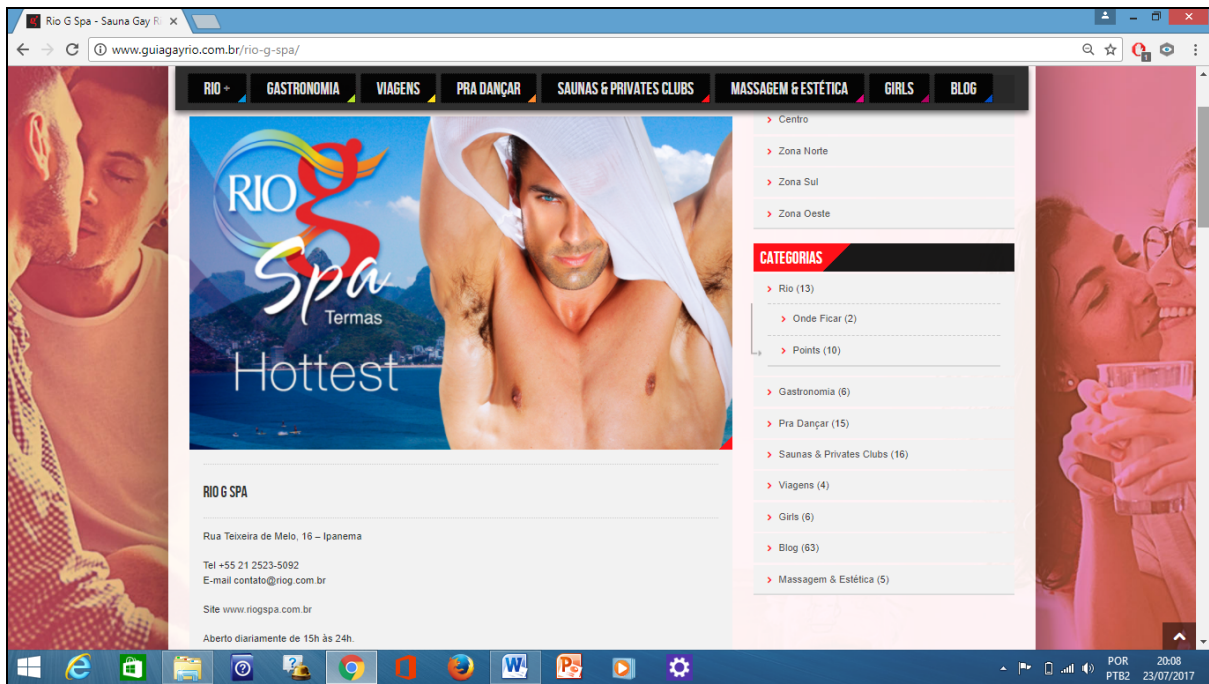 Rio G Spa - Sauna Gay Ri
www.guiagayrio.com.br/rio-g-spa/
1
RIO + GASTRONOMIA VIAGENS PRA DANÇAR SAUNAS & PRIVATES CLUBS MASSAGEM & ESTÉTICA GIRLS BLOG
RIO g
Spa
Termas
Hottest
RIO G SPA
Rua Teixeira de Melo, 16 – Ipanema
Tel +55 21 2523-5092
E-mail contato@riog.com.br
Site www.riogspa.com.br
Aberto diariamente de 15h às 24h.
Centro
Zona Norte
Zona Sul
Zona Oeste
CATEGORIAS
Rio (13)
Onde Ficar (2)
Points (10)
Gastronomia (6)
Pra Dançar (15)
Saunas & Privates Clubs (16)
Viagens (4)
Girls (6)
Blog (63)
Massagem & Estética (5)
POR 20:08
PTB2 23/07/2017